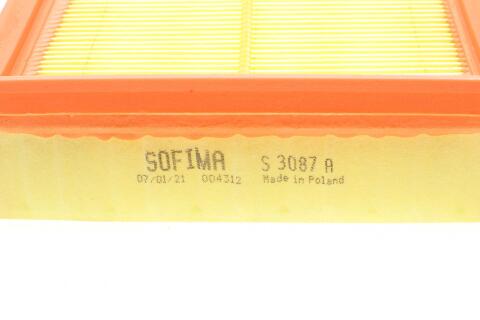 SOFIMA S 3087 A
07/01/21 004312 Made in Poland